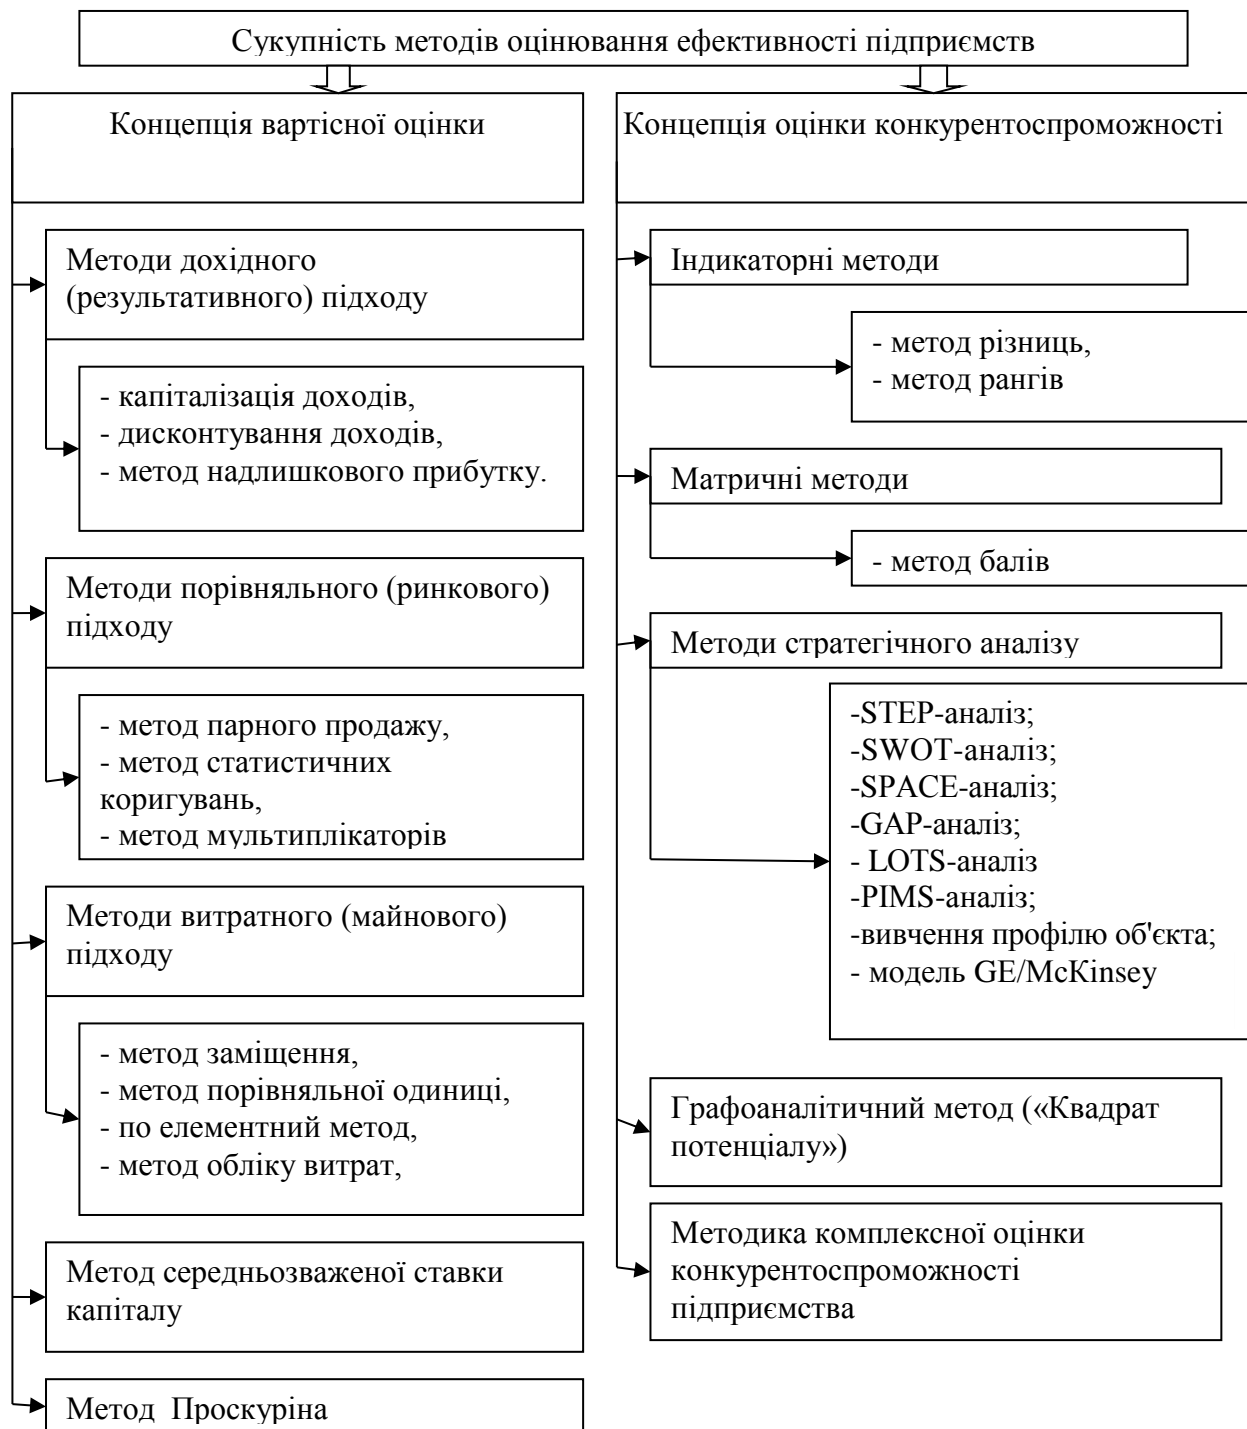 Сукупність методів оцінювання ефективності підприємств
Концепція вартісної оцінки
Методи дохідного
(результативного) підходу
- капіталізація доходів,
- дисконтування доходів,
- метод надлишкового прибутку.
Методи порівняльного (ринкового)
підходу
- метод парного продажу,
- метод статистичних
коригувань,
- метод мультиплікаторів
Методи витратного (майнового)
підходу
- метод заміщення,
- метод порівняльної одиниці,
- по елементний метод,
- метод обліку витрат,
Метод середньозваженої ставки
капіталу
Метод  Проскуріна
Концепція оцінки конкурентоспроможності
Індикаторні методи
- метод різниць,
- метод рангів
Матричні методи
- метод балів
Методи стратегічного аналізу
-STEP-аналіз;
-SWOT-аналіз;
-SPACE-аналіз;
-GAP-аналіз;
- LOTS-аналіз
-PIMS-аналіз;
-вивчення профілю об'єкта;
- модель GE/McKinsey
Графоаналітичний метод («Квадрат
потенціалу»)
Методика комплексної оцінки
конкурентоспроможності
підприємства